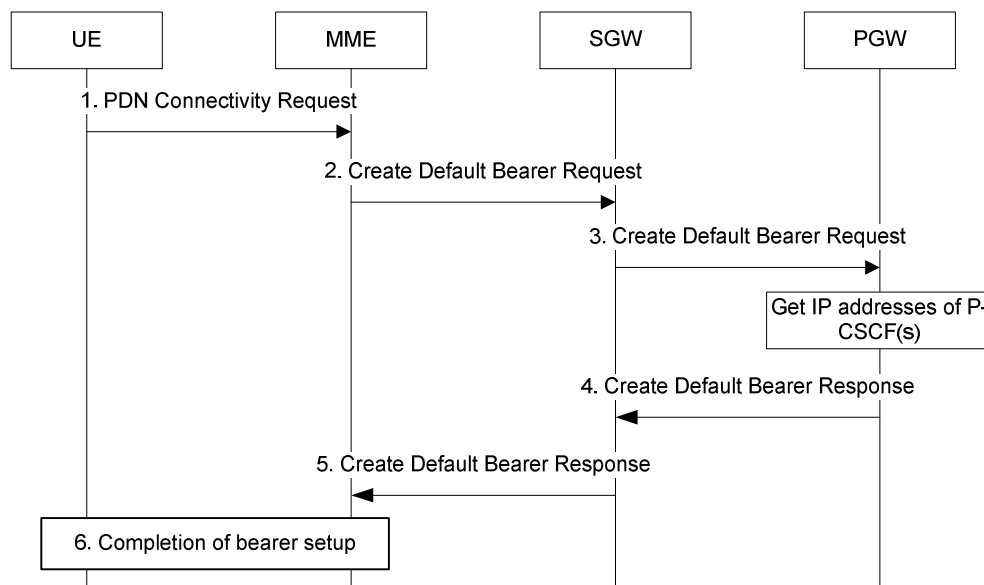 UE
MME
SGW
PGW
1. PDN Connectivity Request
2. Create Default Bearer Request
3. Create Default Bearer Request
Get IP addresses of P-
CSCF(s)
4. Create Default Bearer Response
5. Create Default Bearer Response
6. Completion of bearer setup